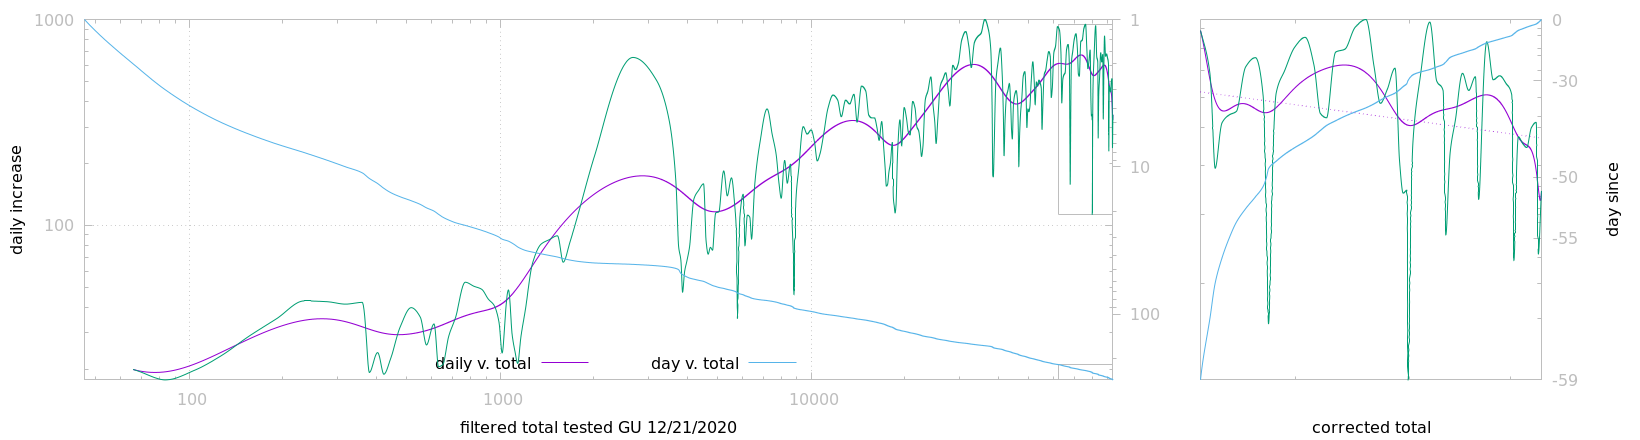 1000
100
daily increase
100
1000
10000
filtered total tested GU 12/21/2020
daily v. total
day v. total
1
10
100
0
-30
-50
-55
-59
day since
corrected total